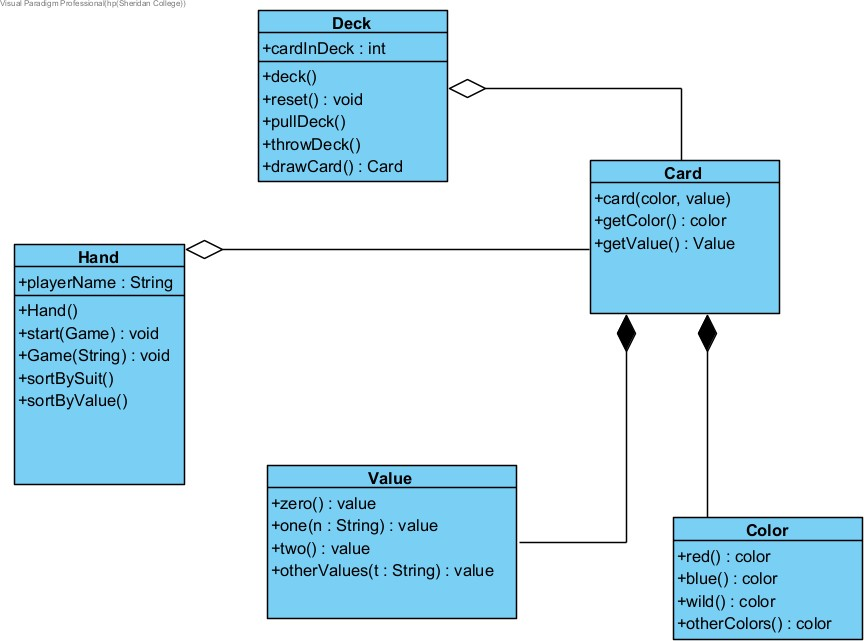 Visual Paradigm Professional(hp(Sheridan College))
Deck
+cardInDeck : int
+deck()
+reset() : void
+pullDeck()
+throwDeck()
+drawCard() : Card
Card
+card(color, value)
+getColor() : color
+getValue() : Value
Hand
+playerName : String
+Hand()
+start(Game) : void
+Game(String) : void
+sortBySuit()
+sortByValue()
Value
+zero() : value
+one(n : String) : value
+two() : value
+otherValues(t : String) : value
Color
+red() : color
+blue() : color
+wild() : color
+otherColors() : color